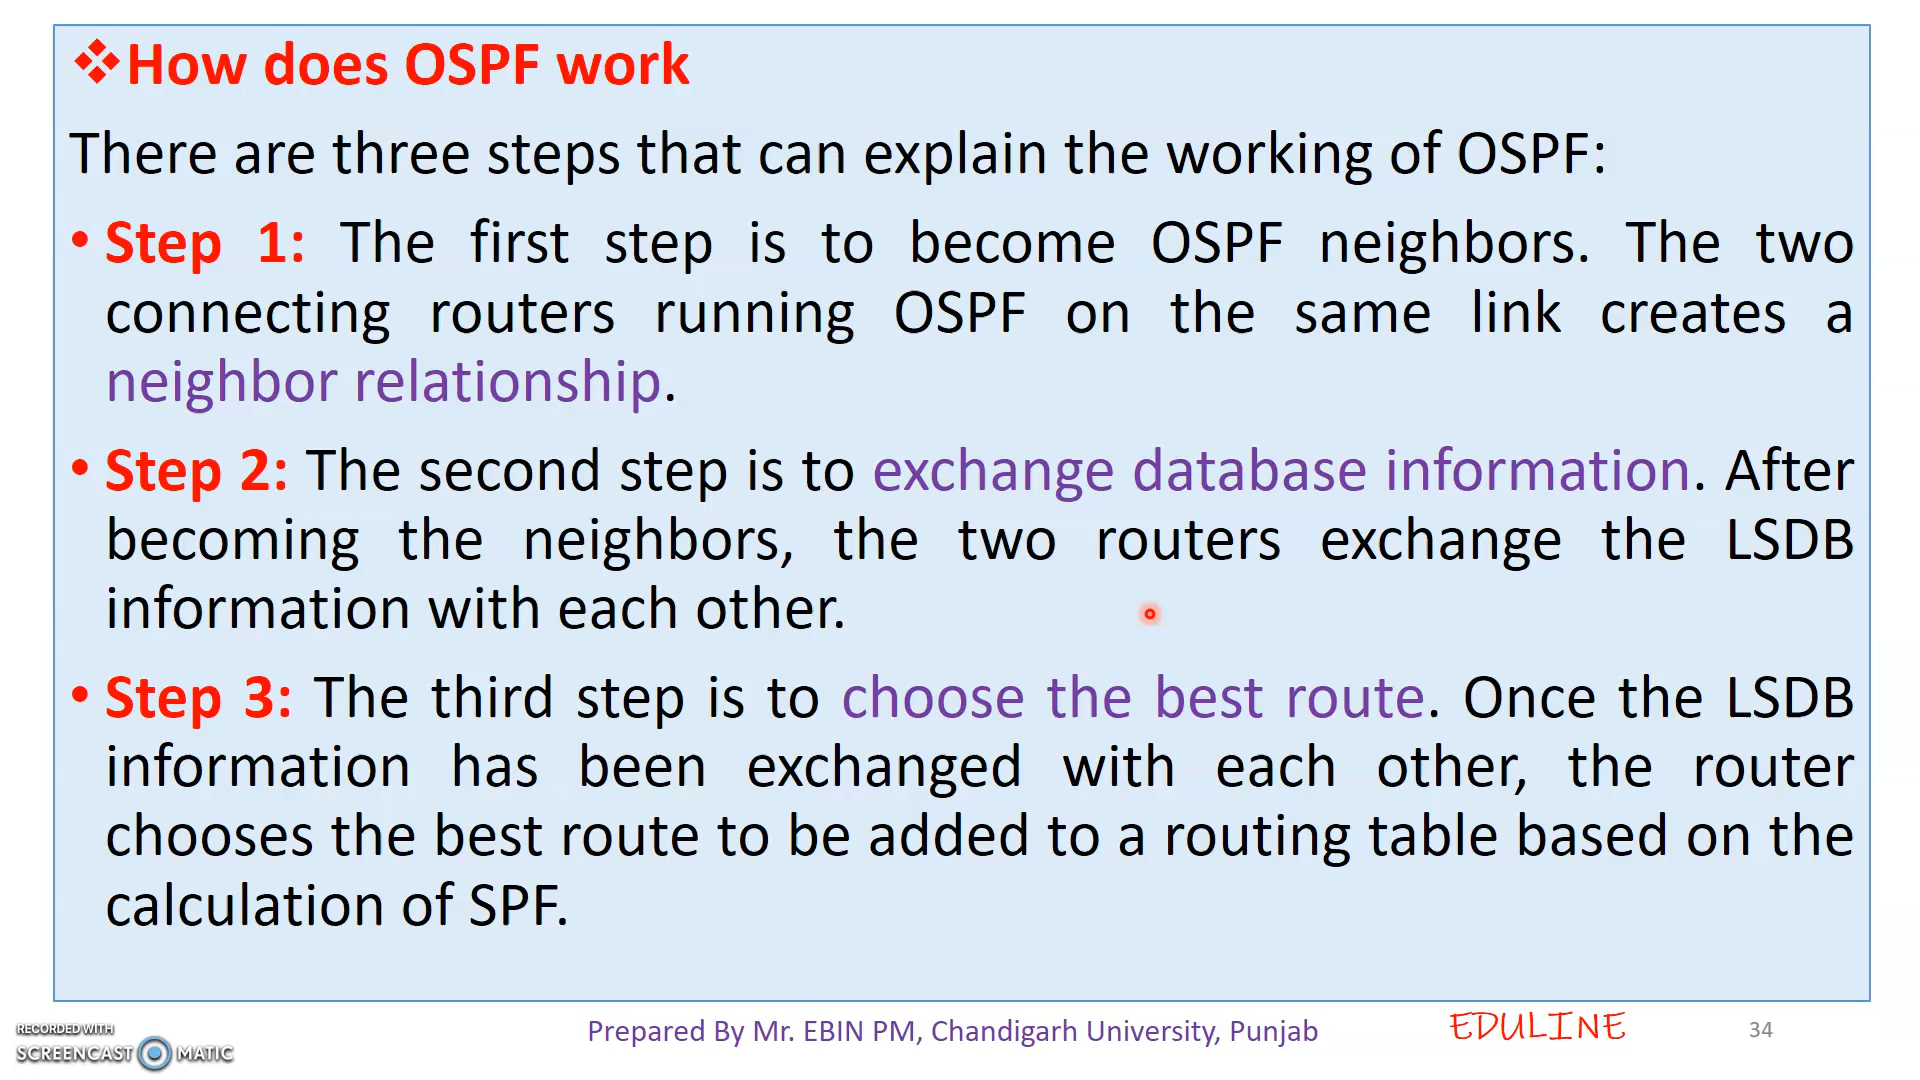 ❖How does OSPF work
There are three steps that can explain the working of OSPF:
• Step 1: The first step is to become OSPF neighbors. The two
connecting routers running OSPF on the same link creates a
neighbor relationship.
• Step 2: The second step is to exchange database information. After
becoming the neighbors, the two routers exchange the LSDB
information with each other.
• Step 3: The third step is to choose the best route. Once the LSDB
information has been exchanged with each other, the router
chooses the best route to be added to a routing table based on the
calculation of SPF.
RECORDED WITH
SCREENCAST MATIC
Prepared By Mr. EBIN PM, Chandigarh University, Punjab
EDULINE
34